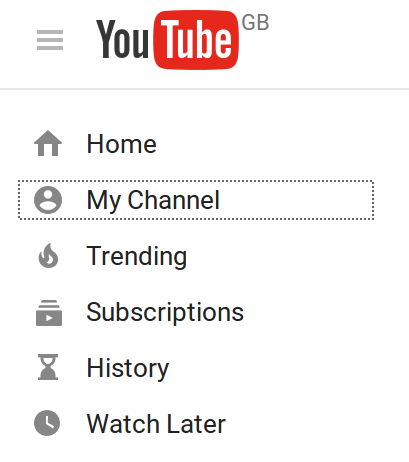 YouTube GB
Home
My Channel
Trending
Subscriptions
History
Watch Later